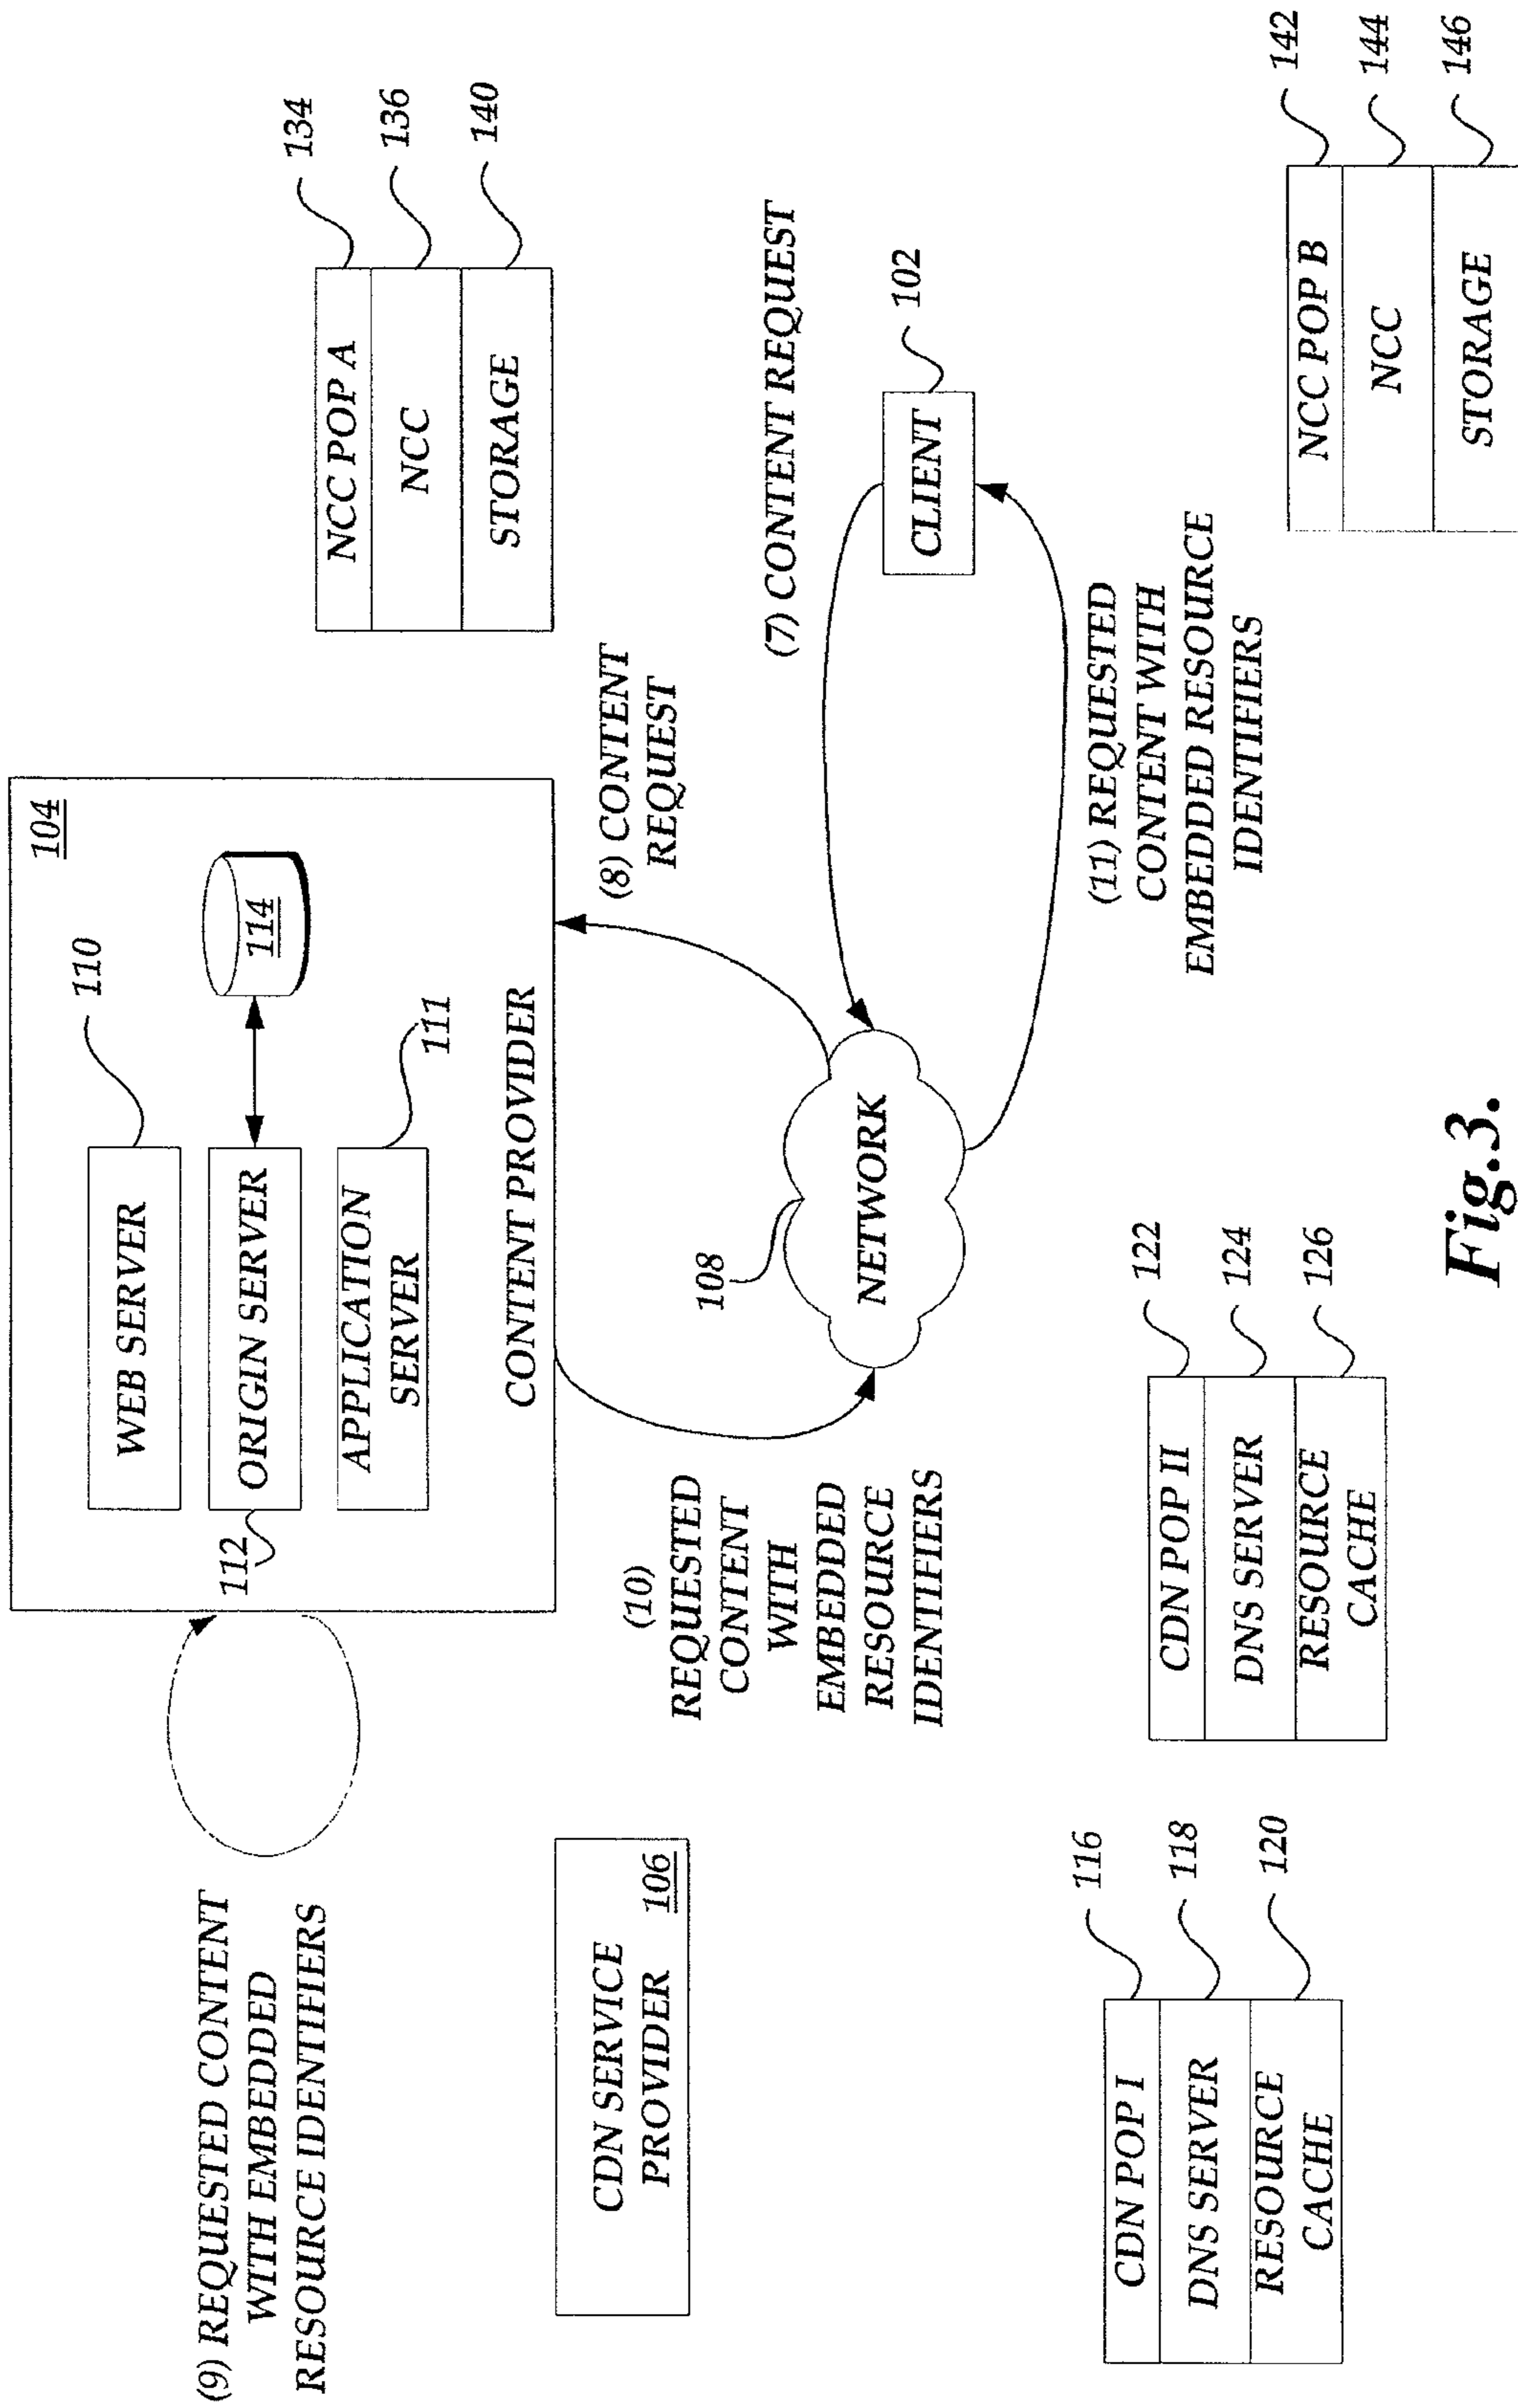 (9) REQUESTED CONTENT
WITH EMBEDDED
RESOURCE IDENTIFIERS
104
WEB SERVER
110
112
ORIGIN SERVER
114
APPLICATION
SERVER
111
CONTENT PROVIDER
134
136
140
NCC POP A
NCC
STORAGE
CDN SERVICE
PROVIDER
106
(10)
REQUESTED
CONTENT
WITH
EMBEDDED
RESOURCE
IDENTIFIERS
(8) CONTENT
REQUEST
108
NETWORK
(7) CONTENT REQUEST
CLIENT
102
(11) REQUESTED
CONTENT WITH
EMBEDDED RESOURCE
IDENTIFIERS
CDN POP I
DNS SERVER
RESOURCE
CACHE
116
118
120
CDN POP II
DNS SERVER
RESOURCE
CACHE
122
124
126
NCC POP B
NCC
STORAGE
142
144
146
Fig.3.